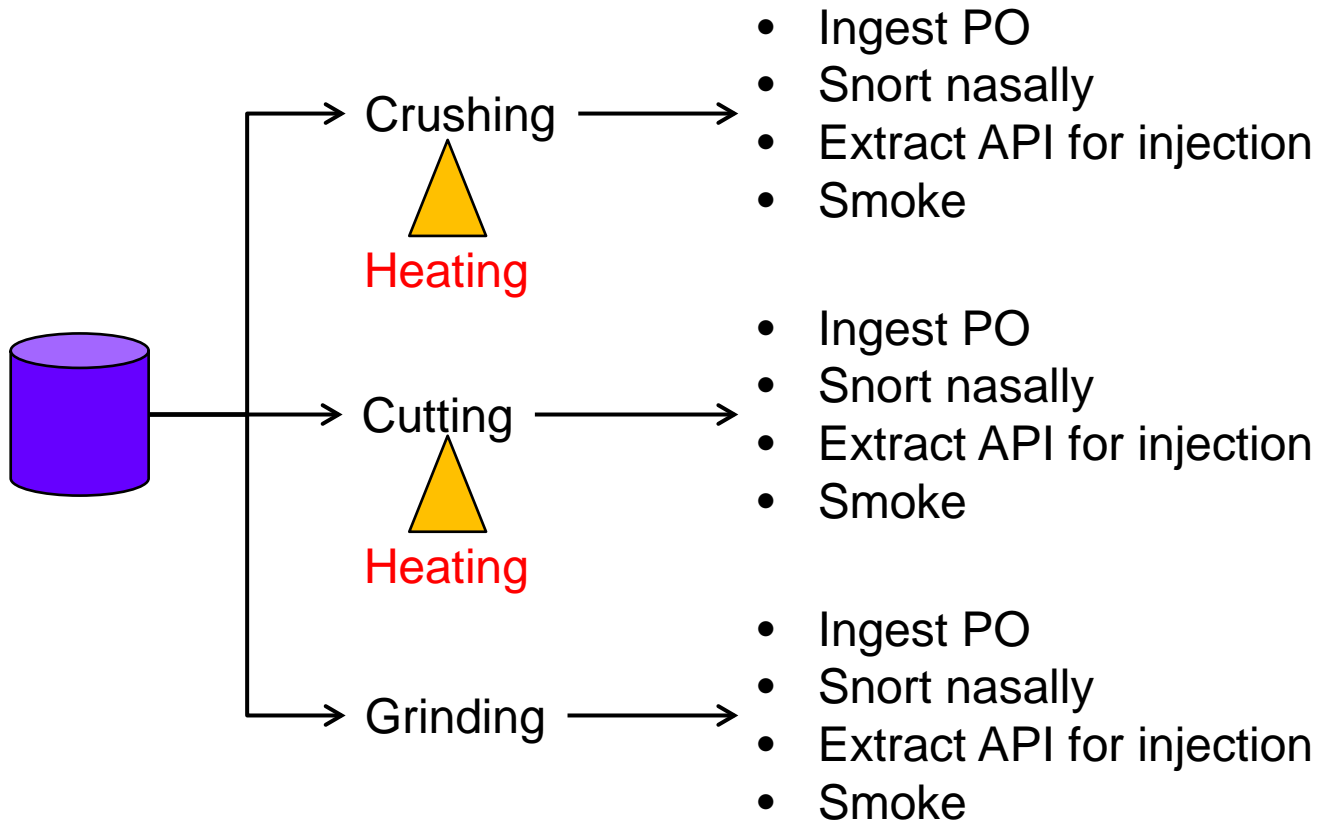 Crushing
Heating
• Ingest PO
• Snort nasally
• Extract API for injection
• Smoke
Cutting
Heating
• Ingest PO
• Snort nasally
• Extract API for injection
• Smoke
Grinding
• Ingest PO
• Snort nasally
• Extract API for injection
• Smoke